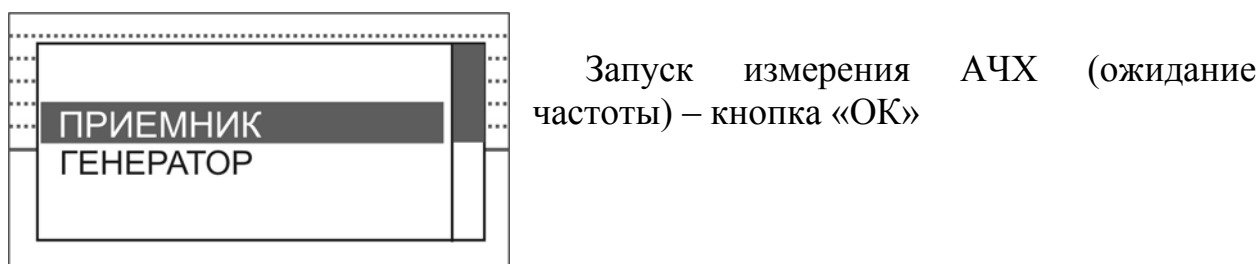 ПРИЕМНИК
ГЕНЕРАТОР
Запуск измерения АЧХ (ожидание
частоты) – кнопка «ОК»